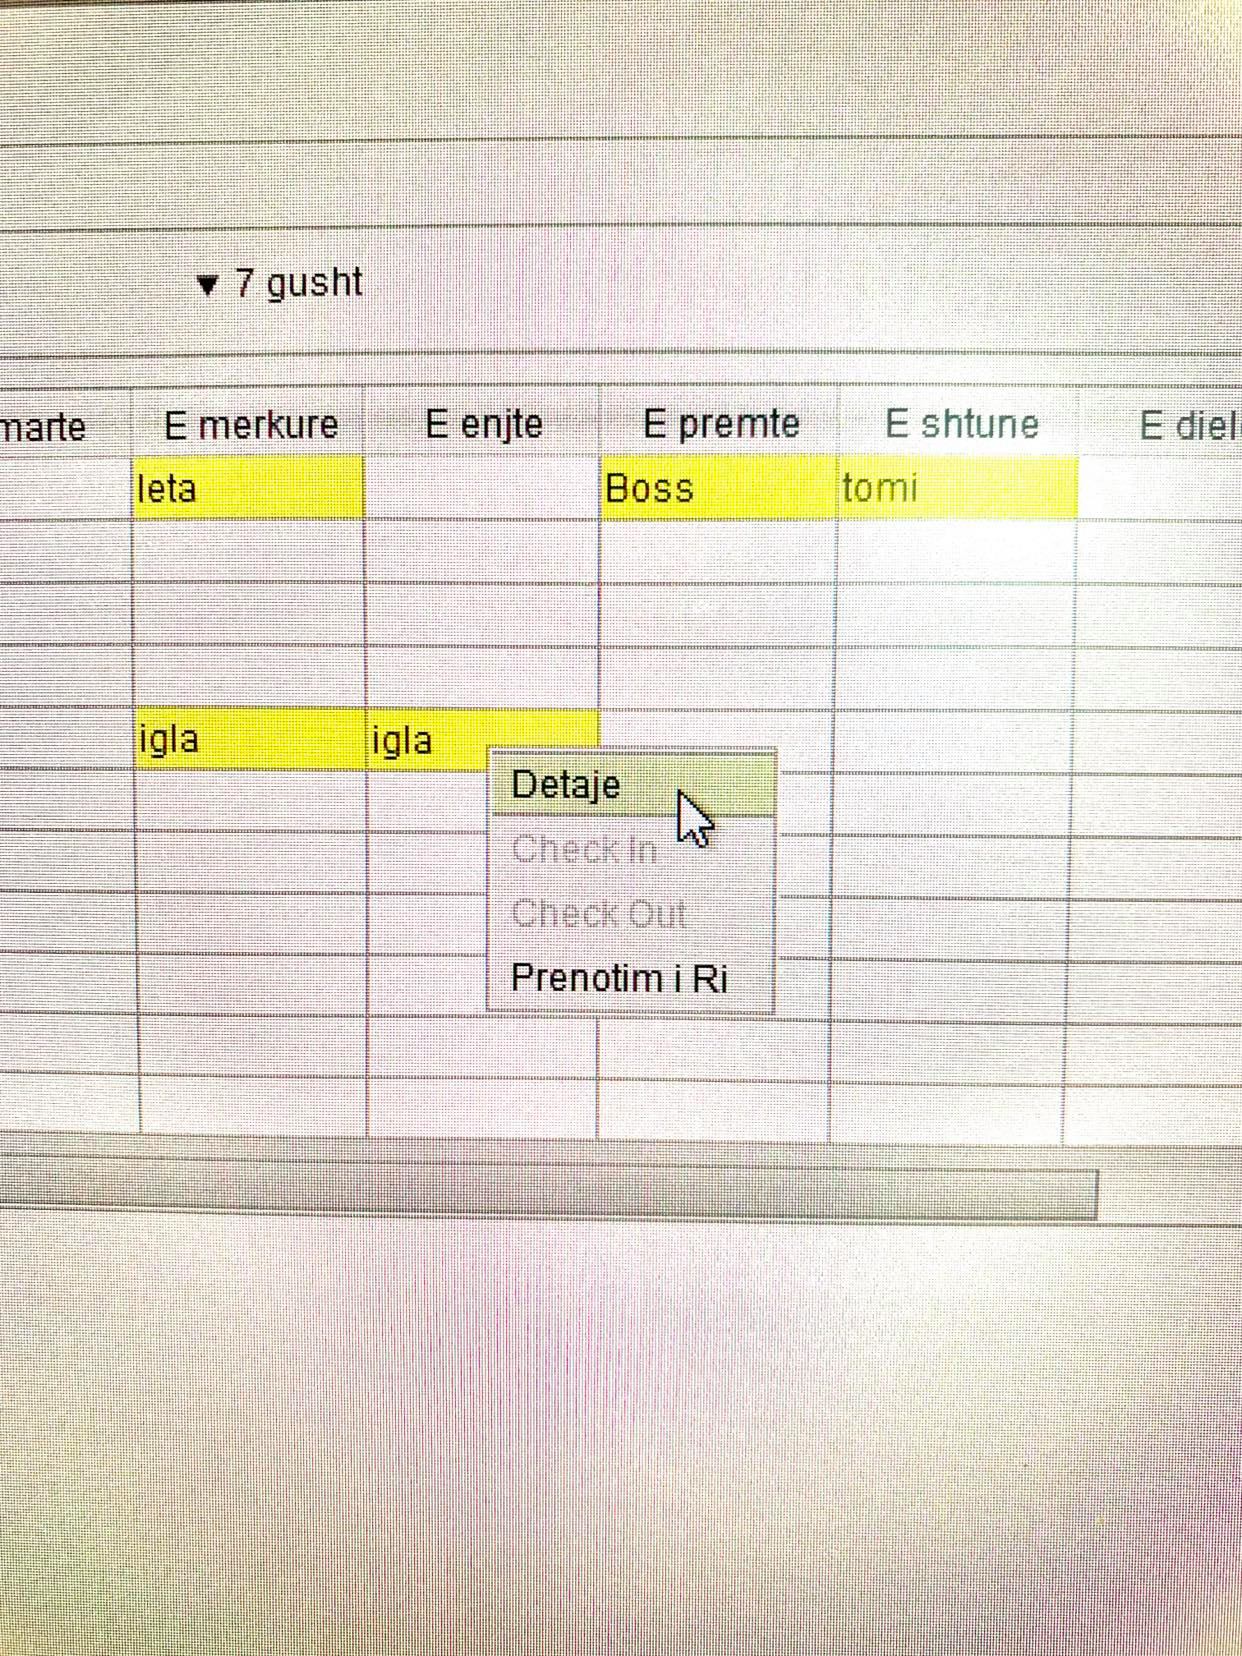 ▼ 7 gusht
marte E merkure E enjte E premte E shtune E diel
leta Boss tomi
igla igla
Detaje
Check In
Check Out
Prenotim i Ri